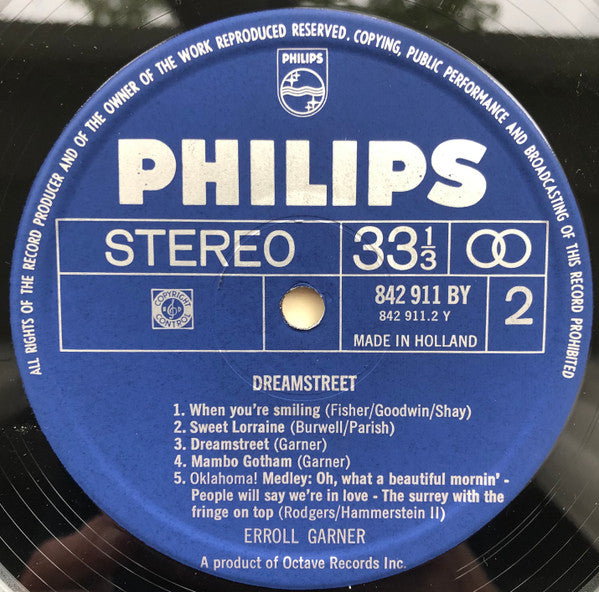 ALL RIGHTS OF THE RECORD PRODUCER AND OF THE OWNER OF THE WORK REPRODUCED RESERVED. COPYING, PUBLIC PERFORMANCE AND BROADCASTING OF THIS RECORD PROHIBITED
PHILIPS
PHILIPS
STEREO 33 1/3
842 911 BY 2
842 911.2 Y
COPYRIGHT
B D
CONTROL
MADE IN HOLLAND
DREAMSTREET
1. When you're smiling (Fisher/Goodwin/Shay)
2. Sweet Lorraine (Burwell/Parish)
3. Dreamstreet (Garner)
4. Mambo Gotham (Garner)
5. Oklahoma! Medley: Oh, what a beautiful mornin' -
People will say we're in love - The surrey with the
fringe on top (Rodgers/Hammerstein II)
ERROLL GARNER
A product of Octave Records Inc.